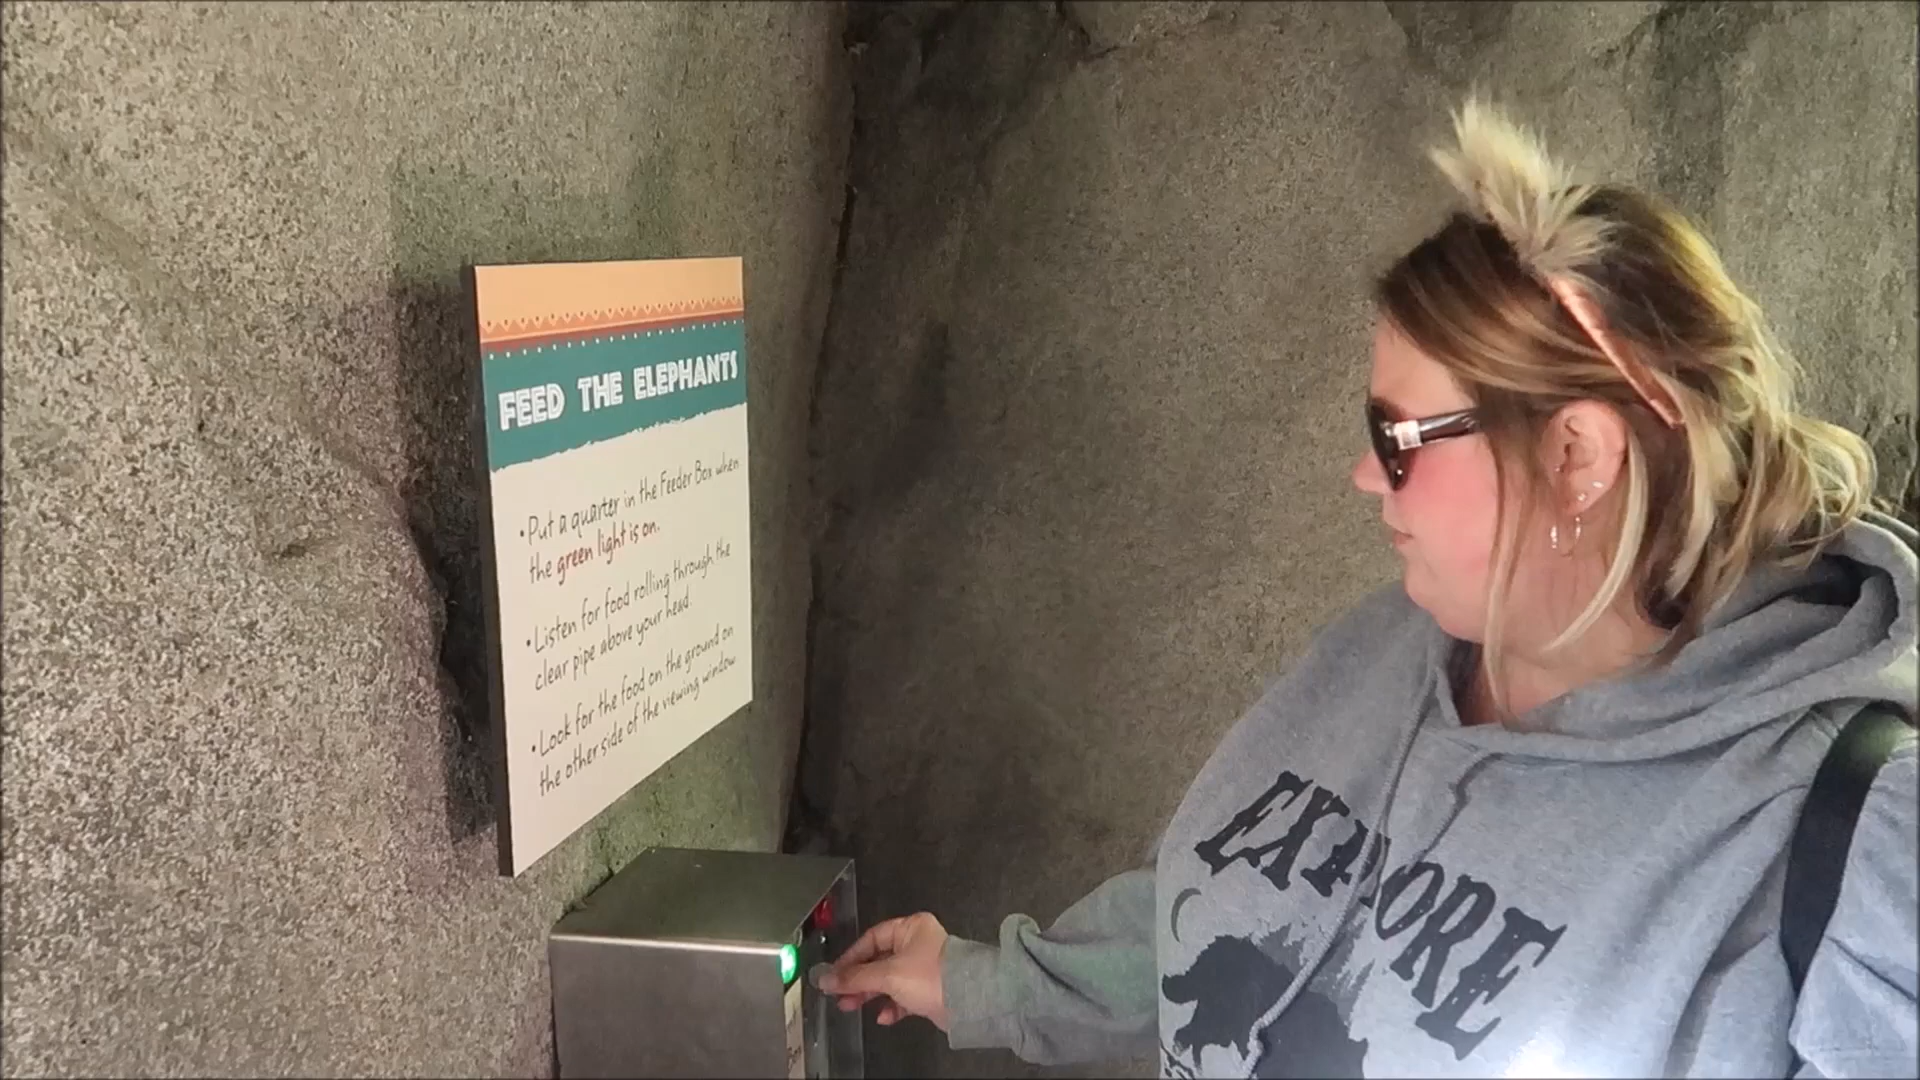 FEED THE ELEPHANTS
• Put a quarter in the Feeder Box when
the green light is on.
• Listen for food rolling through the
clear pipe above your head.
• Look for the food on the ground on
the other side of the viewing window
EXPLORE